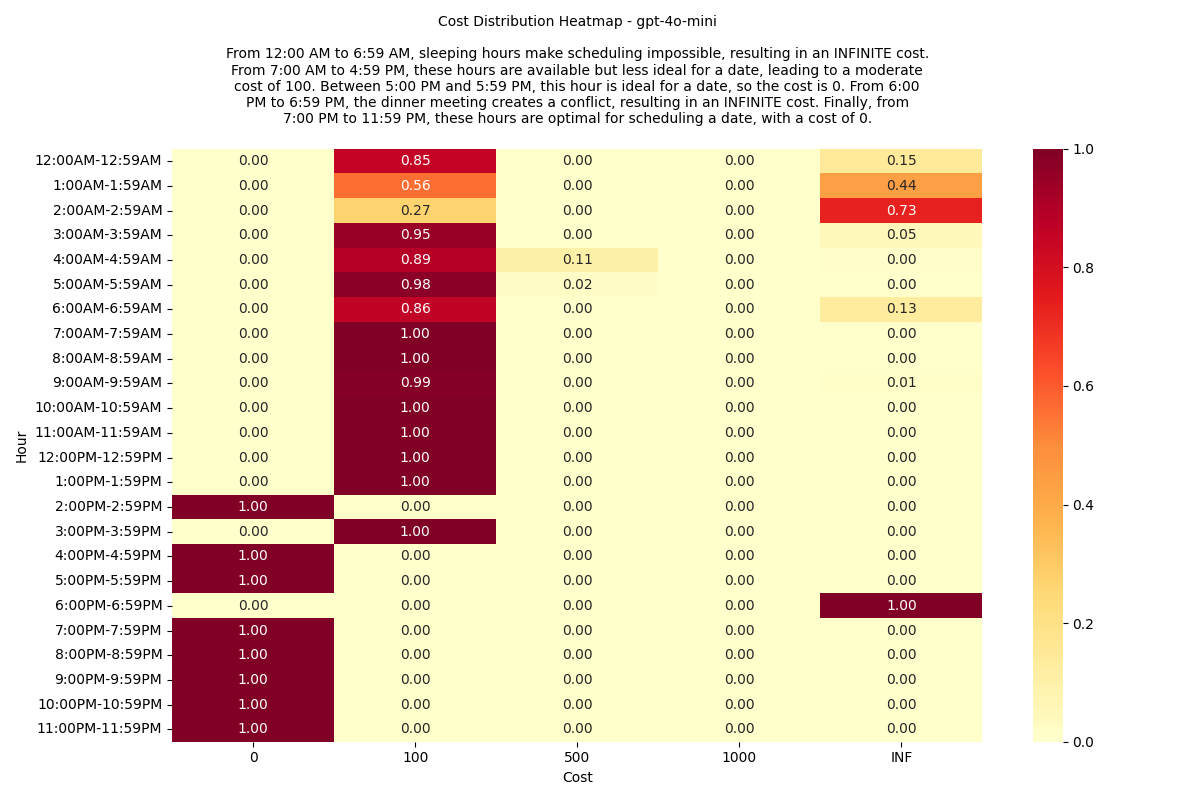 Cost Distribution Heatmap - gpt-4o-mini
From 12:00 AM to 6:59 AM, sleeping hours make scheduling impossible, resulting in an INFINITE cost.
From 7:00 AM to 4:59 PM, these hours are available but less ideal for a date, leading to a moderate
cost of 100. Between 5:00 PM and 5:59 PM, this hour is ideal for a date, so the cost is 0. From 6:00
PM to 6:59 PM, the dinner meeting creates a conflict, resulting in an INFINITE cost. Finally, from
7:00 PM to 11:59 PM, these hours are optimal for scheduling a date, with a cost of 0.
12:00AM-12:59AM 0.00 0.85 0.00 0.00 0.15
1:00AM-1:59AM 0.00 0.56 0.00 0.00 0.44
2:00AM-2:59AM 0.00 0.27 0.00 0.00 0.73
3:00AM-3:59AM 0.00 0.95 0.00 0.00 0.05
4:00AM-4:59AM 0.00 0.89 0.11 0.00 0.00
5:00AM-5:59AM 0.00 0.98 0.02 0.00 0.00
6:00AM-6:59AM 0.00 0.86 0.00 0.00 0.13
7:00AM-7:59AM 0.00 1.00 0.00 0.00 0.00
8:00AM-8:59AM 0.00 1.00 0.00 0.00 0.00
9:00AM-9:59AM 0.00 0.99 0.00 0.00 0.01
10:00AM-10:59AM 0.00 1.00 0.00 0.00 0.00
11:00AM-11:59AM 0.00 1.00 0.00 0.00 0.00
12:00PM-12:59PM 0.00 1.00 0.00 0.00 0.00
1:00PM-1:59PM 0.00 1.00 0.00 0.00 0.00
2:00PM-2:59PM 1.00 0.00 0.00 0.00 0.00
3:00PM-3:59PM 0.00 1.00 0.00 0.00 0.00
4:00PM-4:59PM 1.00 0.00 0.00 0.00 0.00
5:00PM-5:59PM 1.00 0.00 0.00 0.00 0.00
6:00PM-6:59PM 0.00 0.00 0.00 0.00 1.00
7:00PM-7:59PM 1.00 0.00 0.00 0.00 0.00
8:00PM-8:59PM 1.00 0.00 0.00 0.00 0.00
9:00PM-9:59PM 1.00 0.00 0.00 0.00 0.00
10:00PM-10:59PM 1.00 0.00 0.00 0.00 0.00
11:00PM-11:59PM 1.00 0.00 0.00 0.00 0.00
0 100 500 1000 INF
Cost
Hour
1.0
0.8
0.6
0.4
0.2
0.0